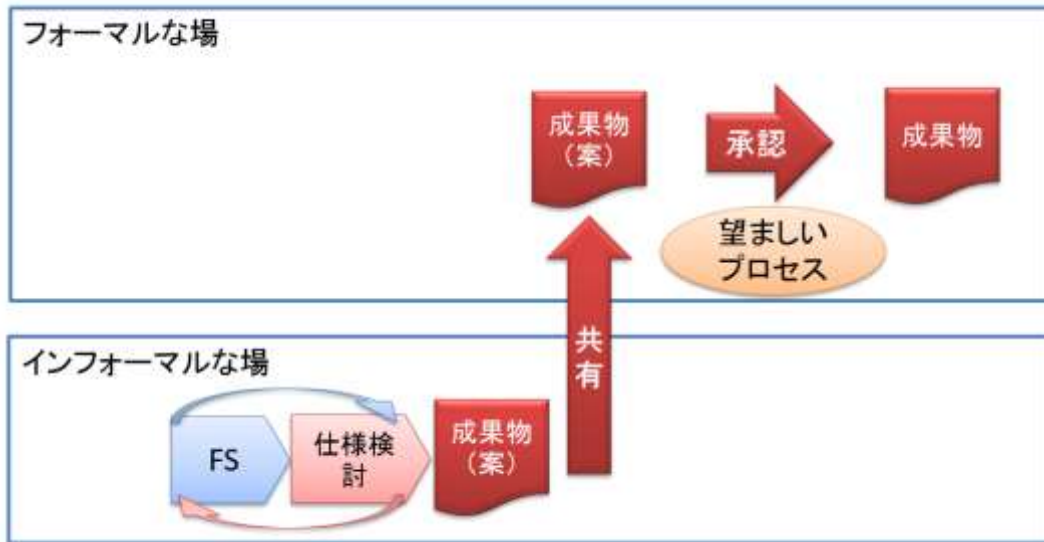 フォーマルな場
成果物
（案）
承認
成果物
望ましい
プロセス
共
有
インフォーマルな場
FS
仕様検
討
成果物
（案）